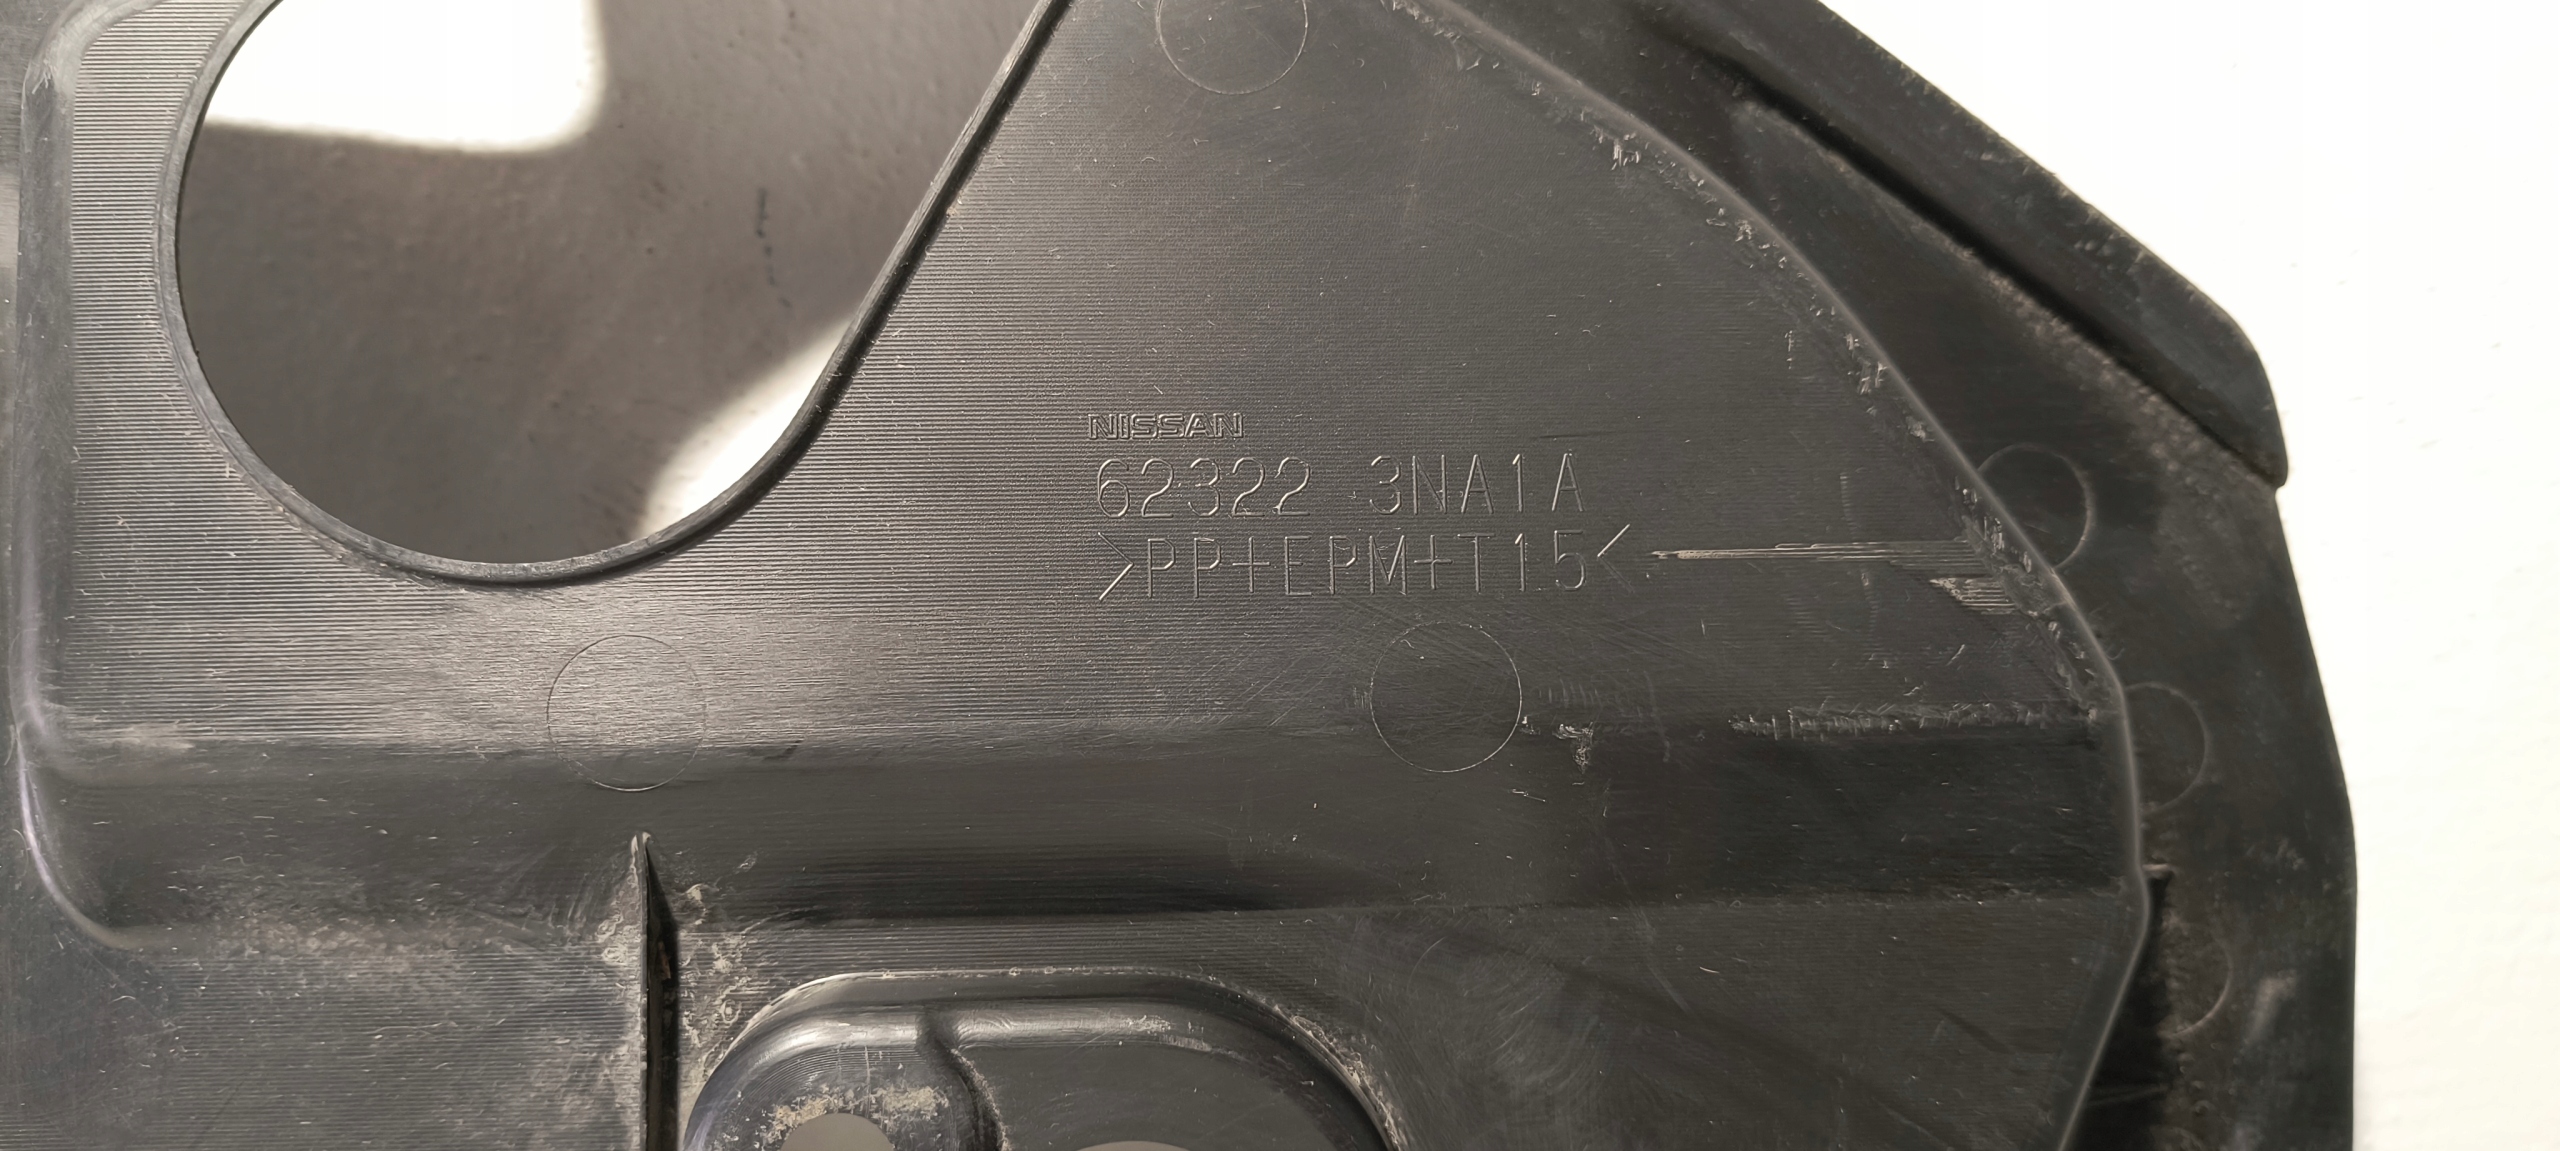 NISSAN
62322 3NA1A
>PP+EPM+T15<